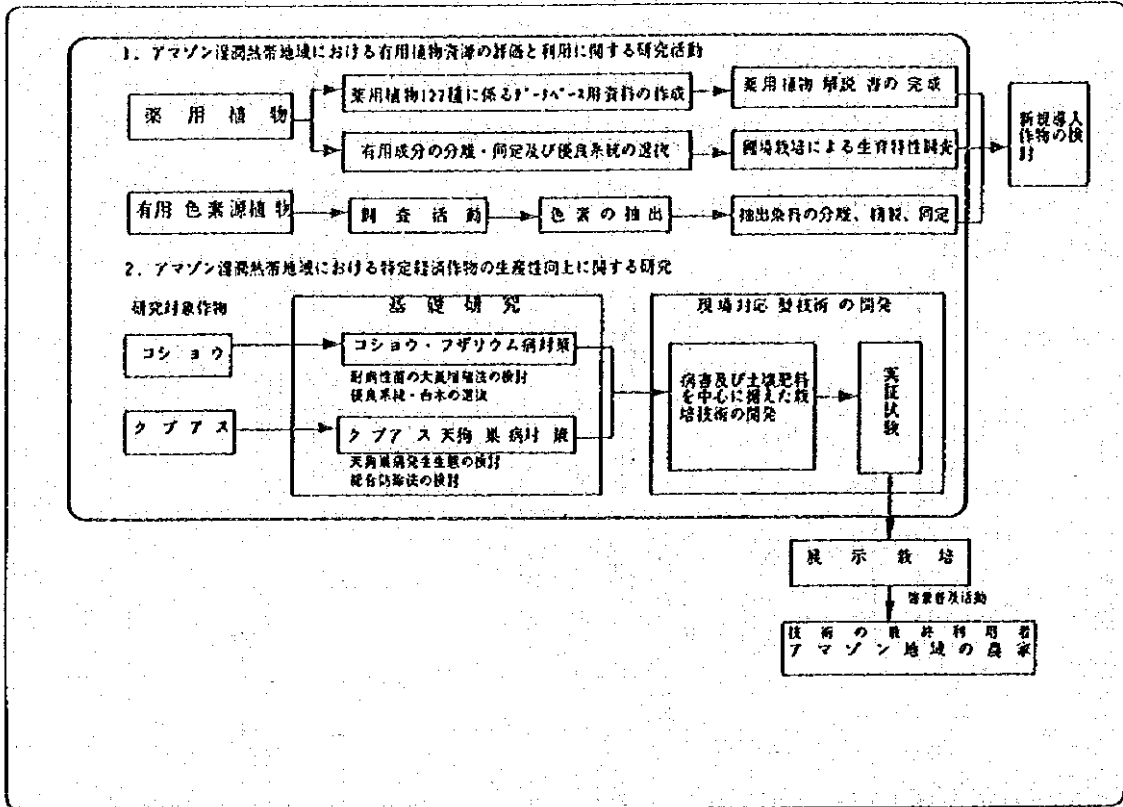 1. アマゾン湿潤熱帯地域における有用植物資源の評価と利用に関する研究活動
薬用植物
薬用植物127種に係るデータベース用資料の作成
薬用植物 解説 書の 完成
有用成分の分離・同定及び優良系統の選抜
圃場栽培による生育特性調査
新規導入
作物の検
討
有用 色素源植物
調 査 活 動
色 素 の 抽 出
抽出染料の分離、精製、同定
2. アマゾン湿潤熱帯地域における特定経済作物の生産性向上に関する研究
研究対象作物
基 礎 研 究
現場対応 型技術 の開発
コショウ
コショウ・フザリウム病対策
耐病性菌の大量増殖法の検討
優良系統・台木の選抜
クプアス
クプアス天狗 巣 病対 策
天狗巣病発生生態の検討
総合防除法の検討
病害及び土壌肥料
を中心に据えた栽
培技術の開発
実証試験
展 示 栽 培
営農普及活動
技術の最終利用者
アマゾン地域の農家